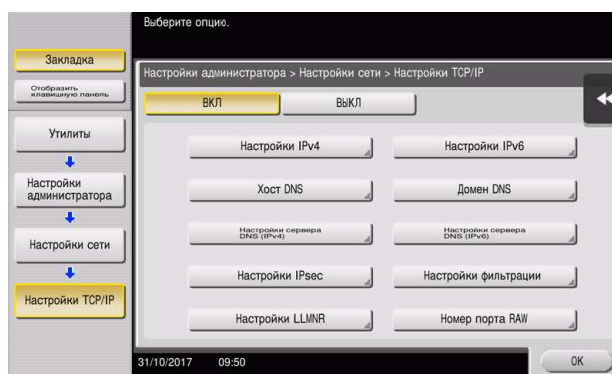 Выберите опцию.
Закладка
Отобразить
клавишную панель
Утилиты
Настройки
администратора
Настройки сети
Настройки TCP/IP
Настройки администратора > Настройки сети > Настройки TCP/IP
ВКЛ
ВЫКЛ
Настройки IPv4
Настройки IPv6
Хост DNS
Домен DNS
Настройки сервера
DNS (IPv4)
Настройки сервера
DNS (IPv6)
Настройки IPsec
Настройки фильтрации
Настройки LLMNR
Номер порта RAW
31/10/2017 09:50
OK